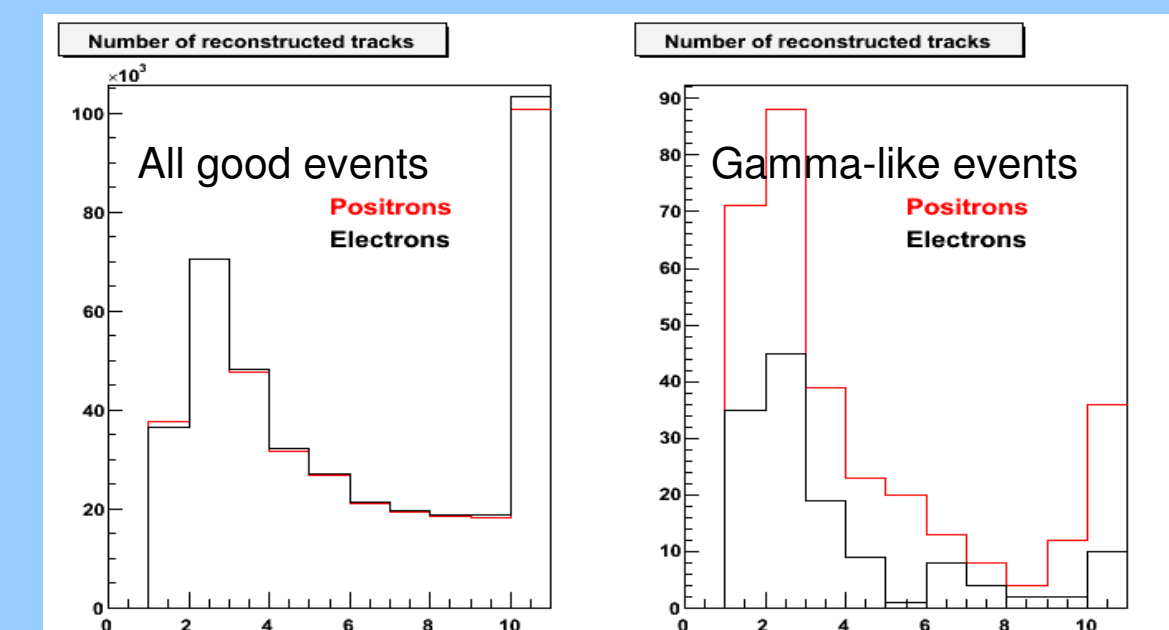 Number of reconstructed tracks
×10³
100
80
60
40
20
0
0 2 4 6 8 10
All good events
Positrons
Electrons
Number of reconstructed tracks
90
80
70
60
50
40
30
20
10
0
0 2 4 6 8 10
Gamma-like events
Positrons
Electrons